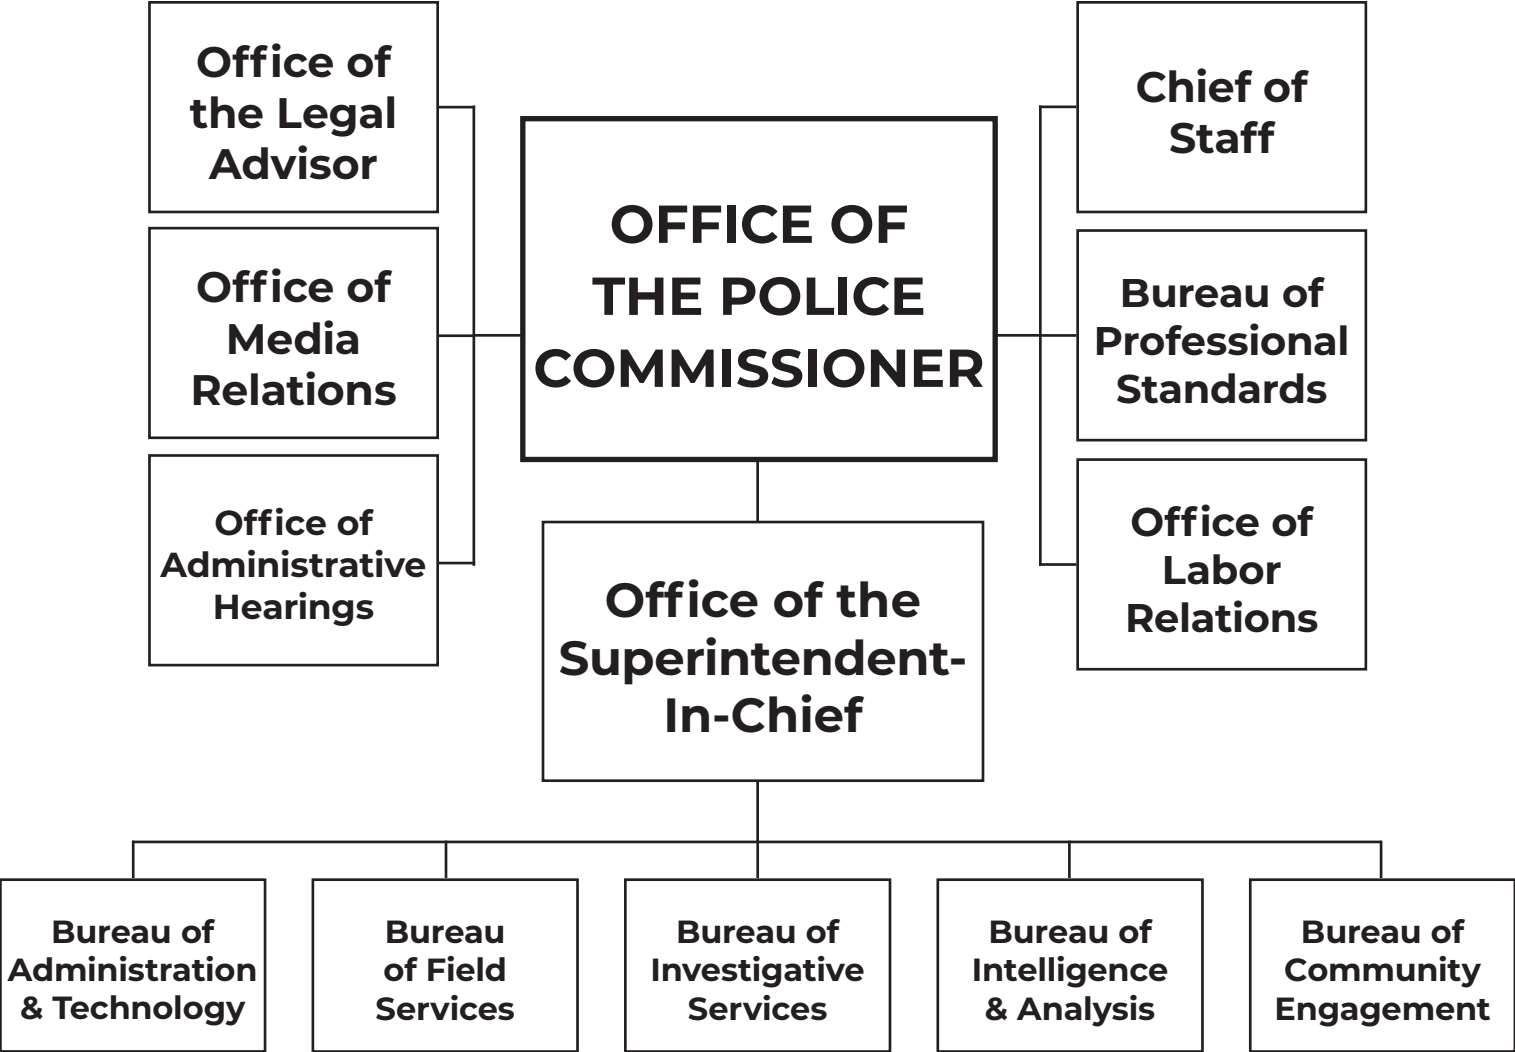 Office of
the Legal
Advisor
Office of
Media
Relations
Office of
Administrative
Hearings
OFFICE OF
THE POLICE
COMMISSIONER
Chief of
Staff
Bureau of
Professional
Standards
Office of
Labor
Relations
Office of the
Superintendent-
In-Chief
Bureau of
Administration
& Technology
Bureau
of Field
Services
Bureau of
Investigative
Services
Bureau of
Intelligence
& Analysis
Bureau of
Community
Engagement